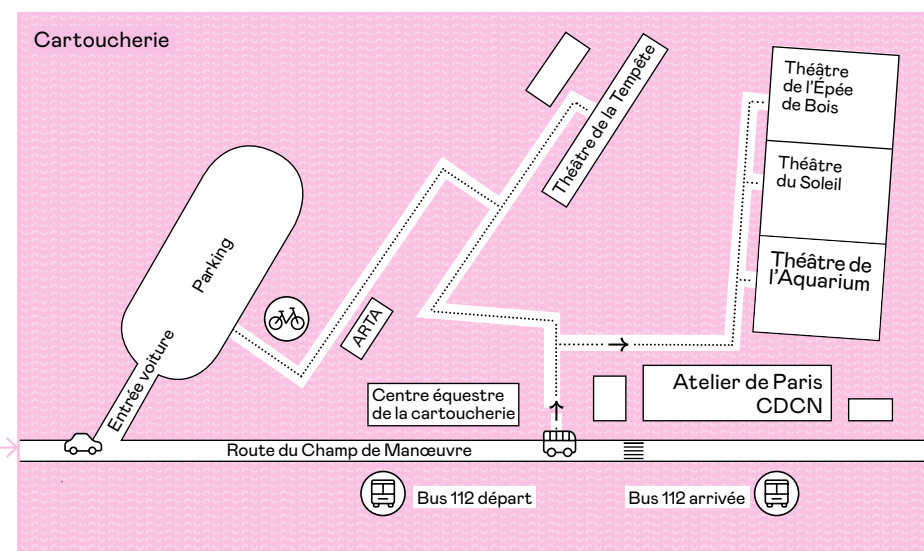 Cartoucherie
Théâtre de la Tempête
Théâtre
de l'Épée
de Bois
Théâtre
du Soleil
Théâtre de
l'Aquarium
Parking
ARTA
Entrée voiture
Centre équestre
de la cartoucherie
Atelier de Paris
CDCN
Route du Champ de Manœuvre
Bus 112 départ
Bus 112 arrivée